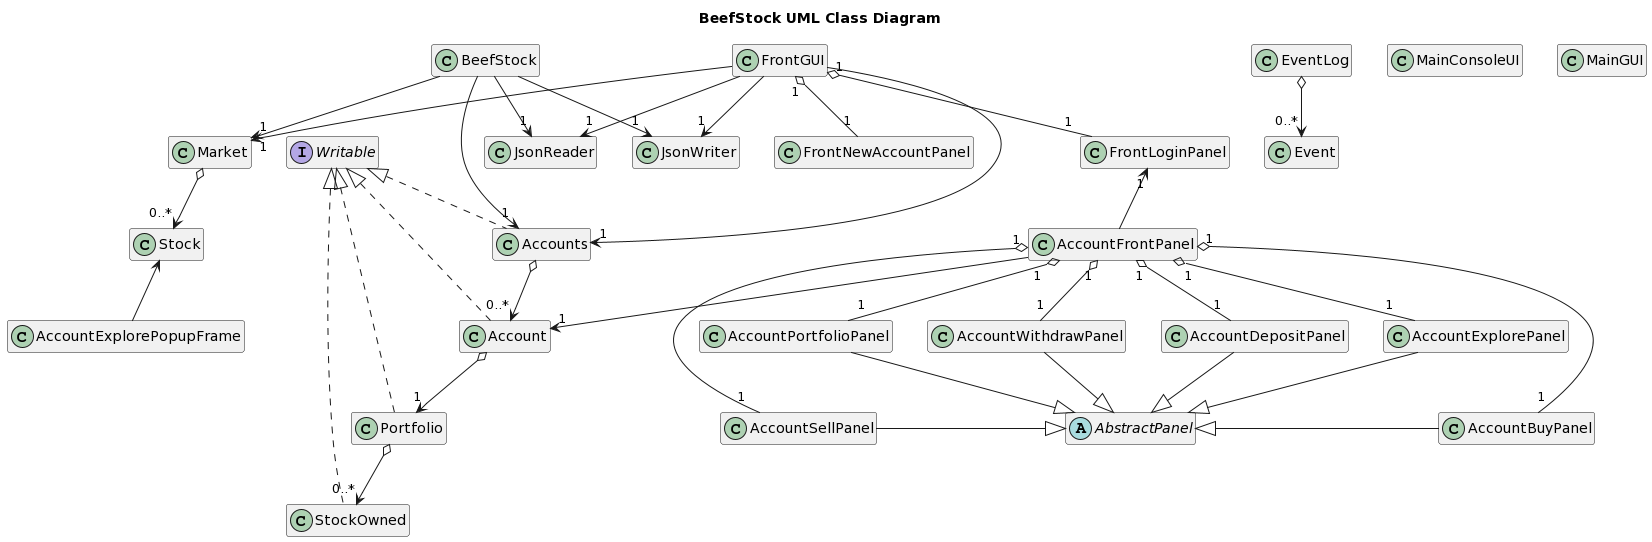 BeefStock UML Class Diagram
C BeefStock
C FrontGUI
C EventLog
C MainConsoleUI
C MainGUI
1
1
1 1 1 1 1 1 0..*
1
C Market
I Writable
C JsonReader
C JsonWriter
C FrontNewAccountPanel
C FrontLoginPanel
C Event
1
0..* 1
1
C Stock
C Accounts
1 C AccountFrontPanel 1
1 1 1 1
0..* 1 1 1 1 1
C AccountExplorePopupFrame
C Account
C AccountPortfolioPanel
C AccountWithdrawPanel
C AccountDepositPanel
C AccountExplorePanel
1 1 1
C Portfolio
C AccountSellPanel
A AbstractPanel
C AccountBuyPanel
0..*
C StockOwned